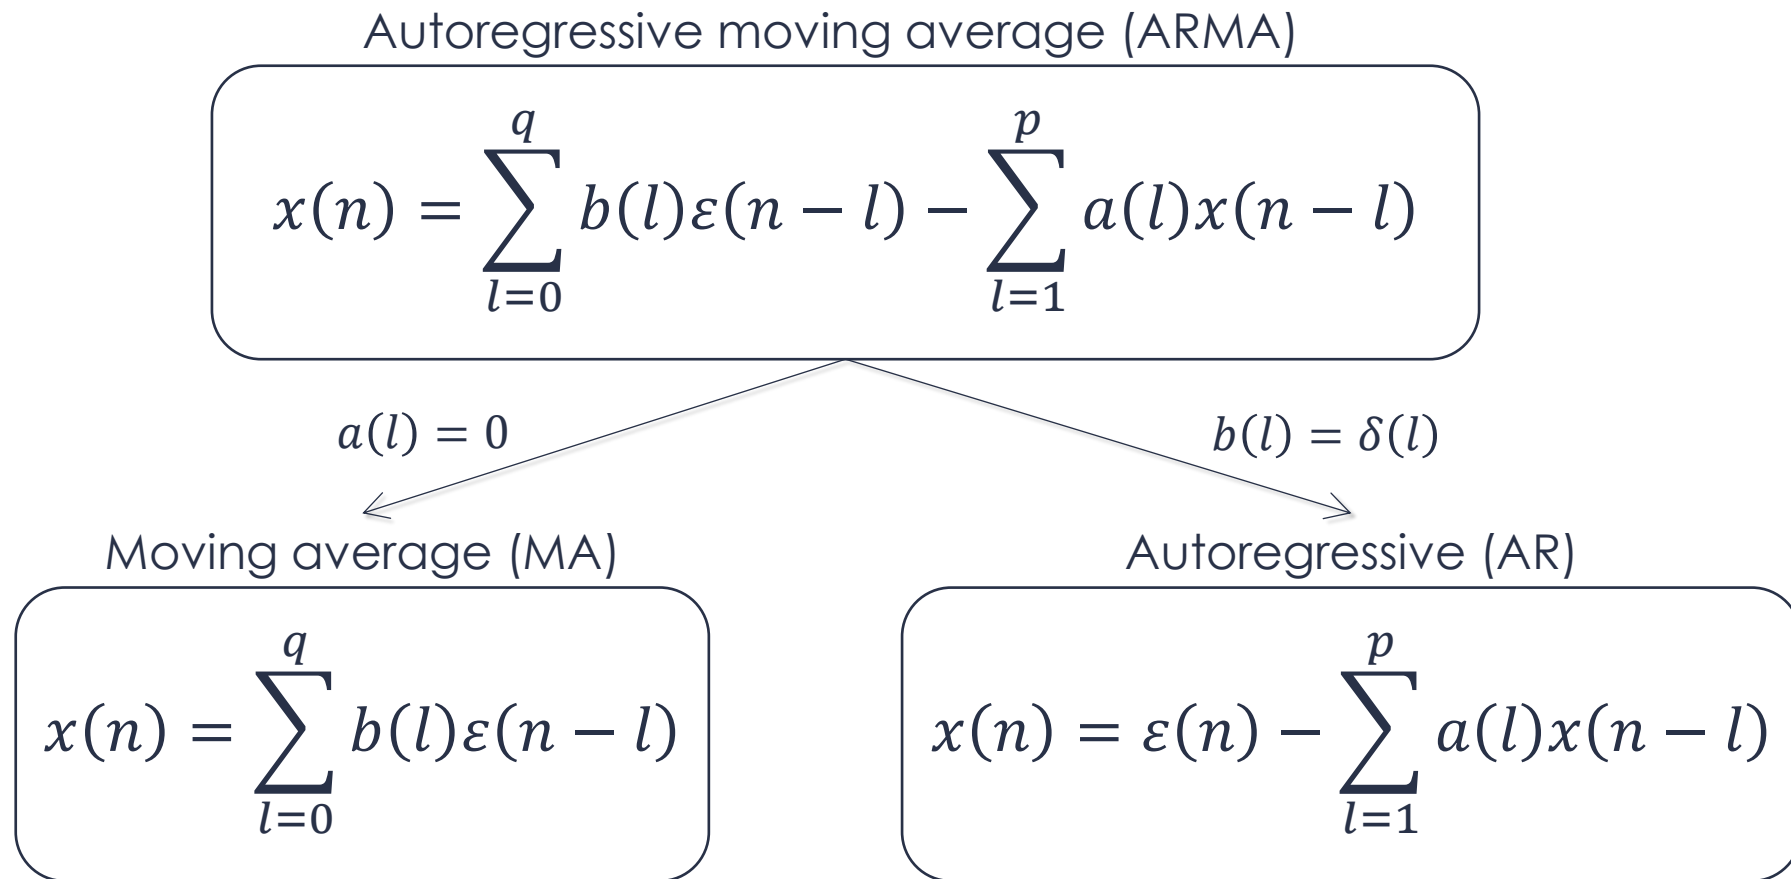 Autoregressive moving average (ARMA)
x(n) = ∑_{l=0}^{q} b(l)ε(n − l) − ∑_{l=1}^{p} a(l)x(n − l)
a(l) = 0
b(l) = δ(l)
Moving average (MA)
x(n) = ∑_{l=0}^{q} b(l)ε(n − l)
Autoregressive (AR)
x(n) = ε(n) − ∑_{l=1}^{p} a(l)x(n − l)